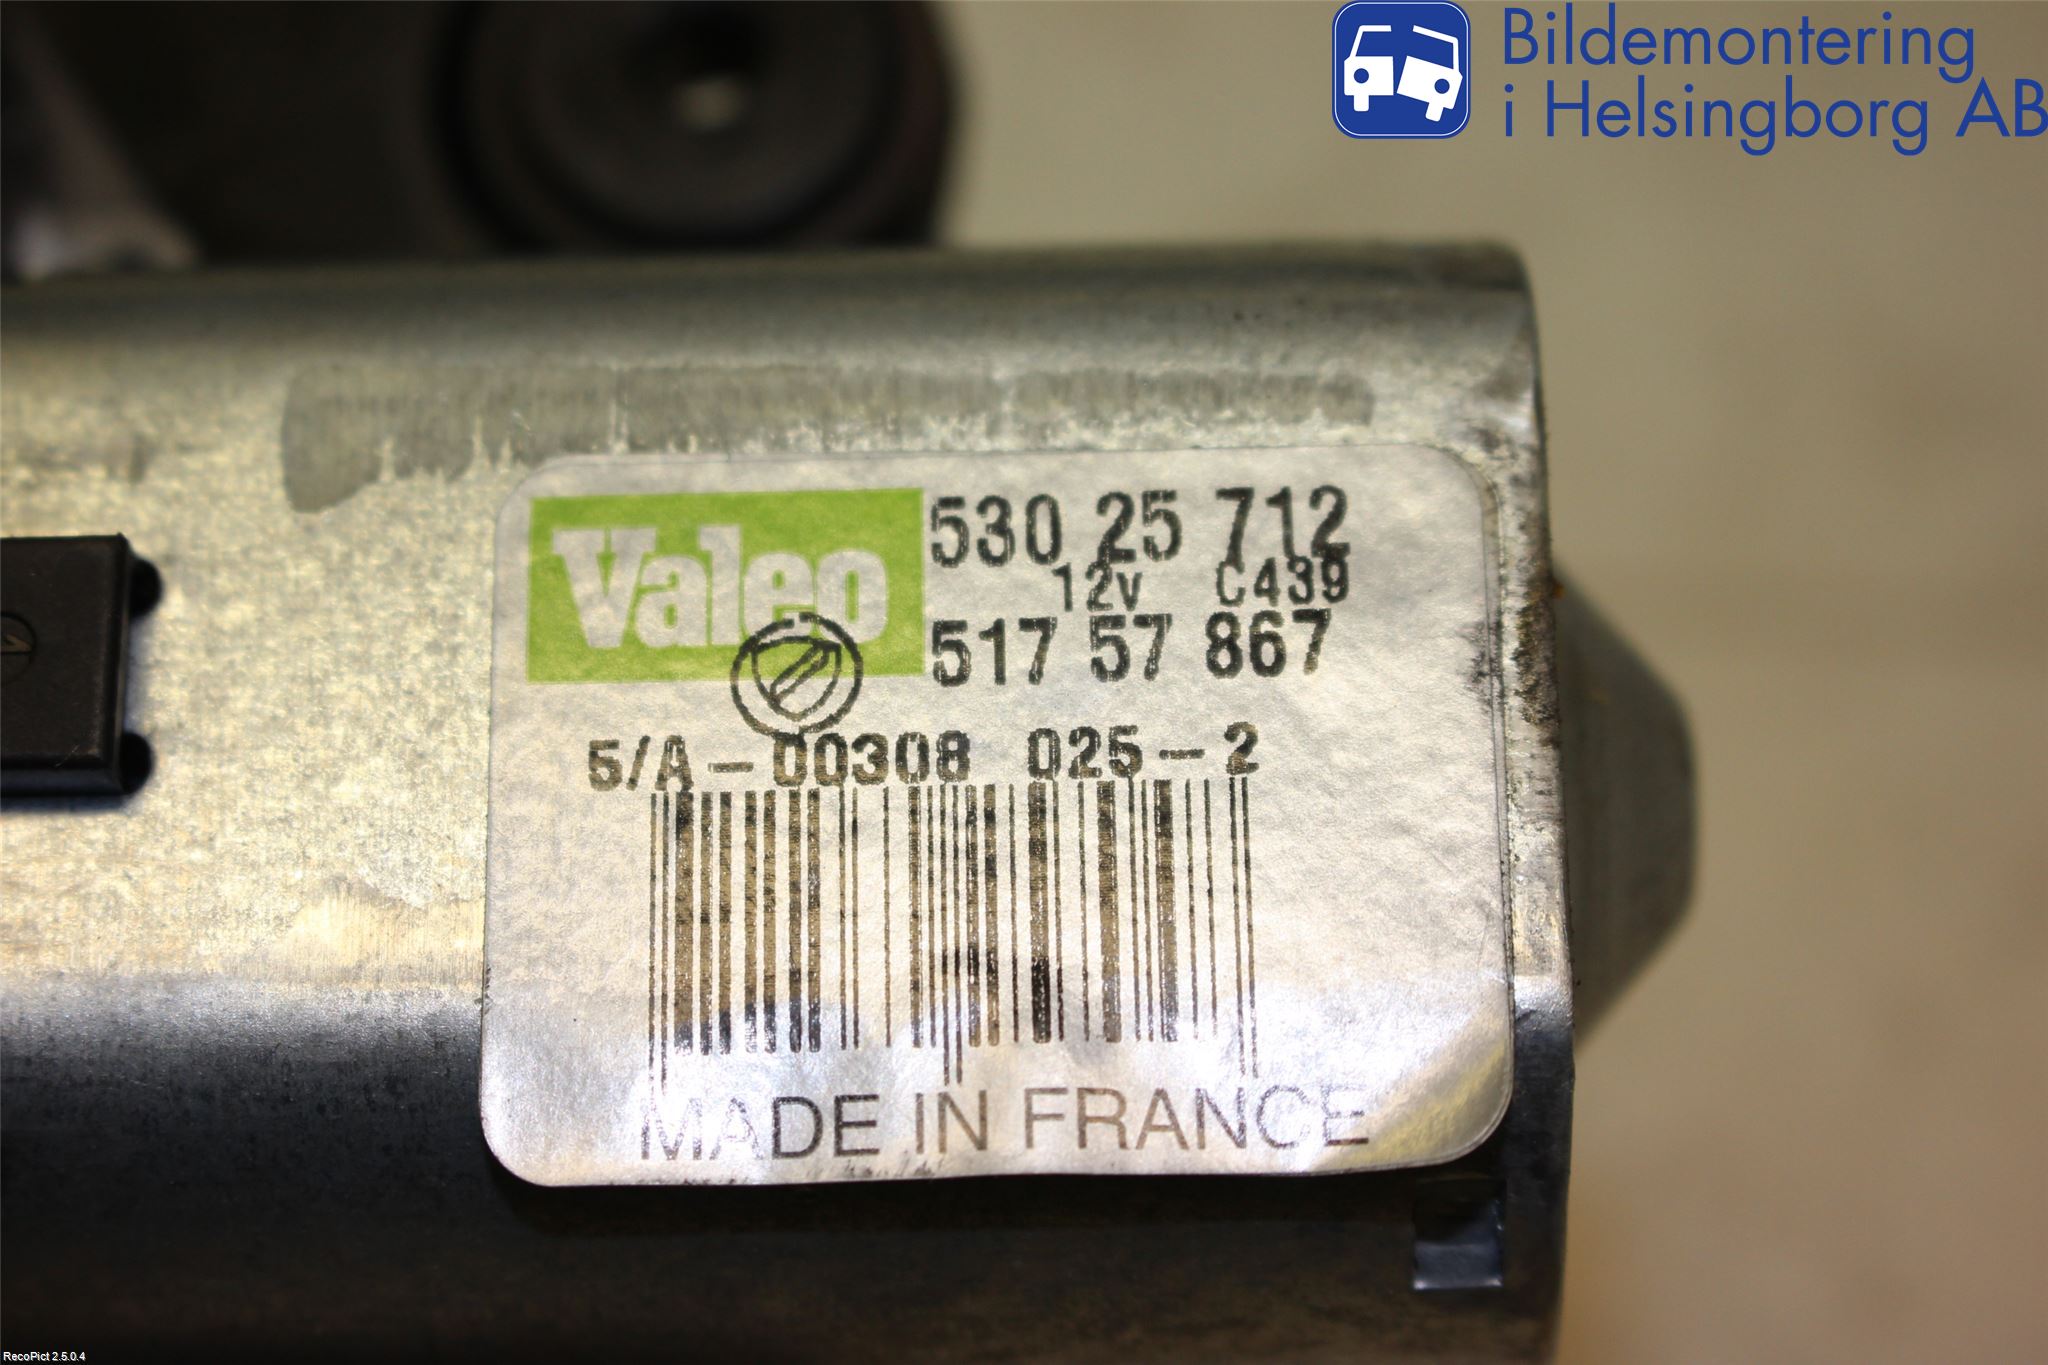 Bildemontering
i Helsingborg AB
Valeo
530 25 712
12v C439
517 57 867
5/A-00308 025-2
MADE IN FRANCE
1
RecoPict 2.5.0.4